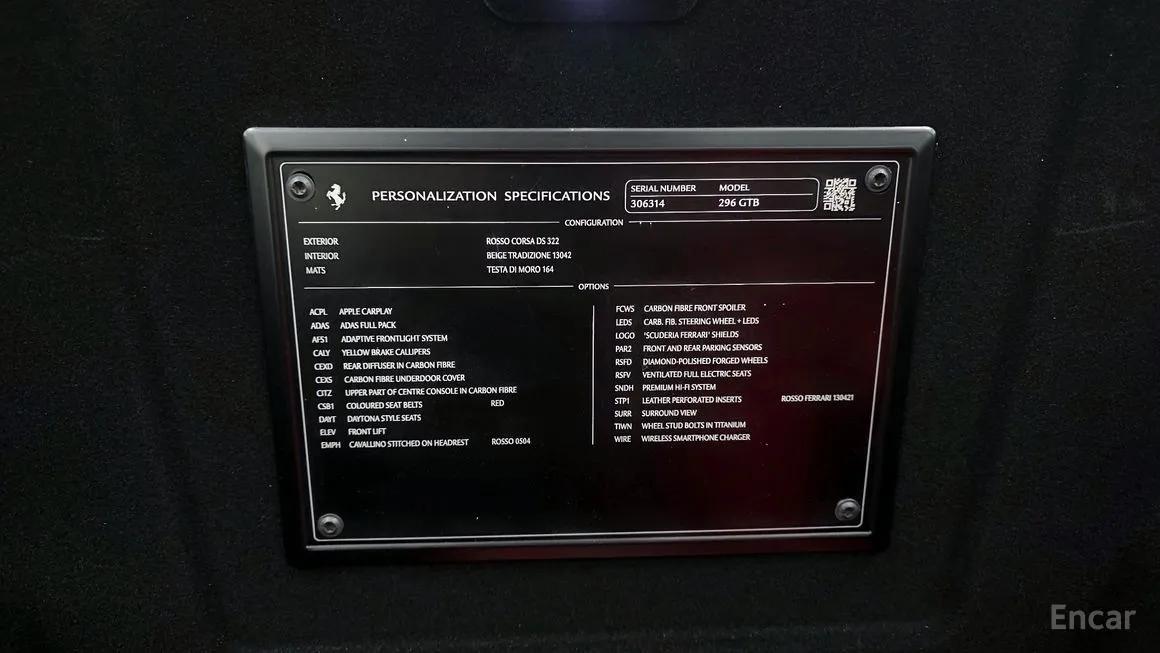 PERSONALIZATION SPECIFICATIONS
SERIAL NUMBER MODEL
306314 296 GTB
CONFIGURATION
EXTERIOR ROSSO CORSA DS 322
INTERIOR BEIGE TRADIZIONE 13042
MATS TESTA DI MORO 164
OPTIONS
ACPL APPLE CARPLAY
ADAS ADAS FULL PACK
AFS1 ADAPTIVE FRONTLIGHT SYSTEM
CALY YELLOW BRAKE CALLIPERS
CEXD REAR DIFFUSER IN CARBON FIBRE
CEXS CARBON FIBRE UNDERDOOR COVER
CITZ UPPER PART OF CENTRE CONSOLE IN CARBON FIBRE
CSB1 COLOURED SEAT BELTS RED
DAYT DAYTONA STYLE SEATS
ELEV FRONT LIFT
EMPH CAVALLINO STITCHED ON HEADREST ROSSO 0504
FCWS CARBON FIBRE FRONT SPOILER
LEDS CARB. FIB. STEERING WHEEL + LEDS
LOGO 'SCUDERIA FERRARI' SHIELDS
PAR2 FRONT AND REAR PARKING SENSORS
RSFD DIAMOND-POLISHED FORGED WHEELS
RSFV VENTILATED FULL ELECTRIC SEATS
SNDH PREMIUM HI-FI SYSTEM
STP1 LEATHER PERFORATED INSERTS ROSSO FERRARI 130421
SURR SURROUND VIEW
TIWN WHEEL STUD BOLTS IN TITANIUM
WIRE WIRELESS SMARTPHONE CHARGER
Encar